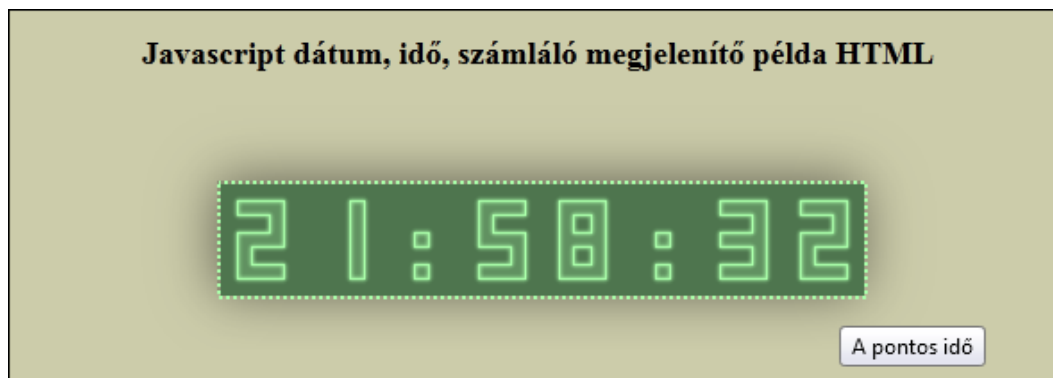 Javascript dátum, idő, számláló megjelenítő példa HTML
21:58:32
A pontos idő